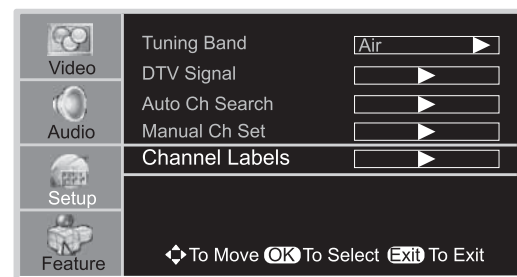 Video
Audio
Setup
Feature
Tuning Band Air
DTV Signal
Auto Ch Search
Manual Ch Set
Channel Labels
To Move OK To Select Exit To Exit